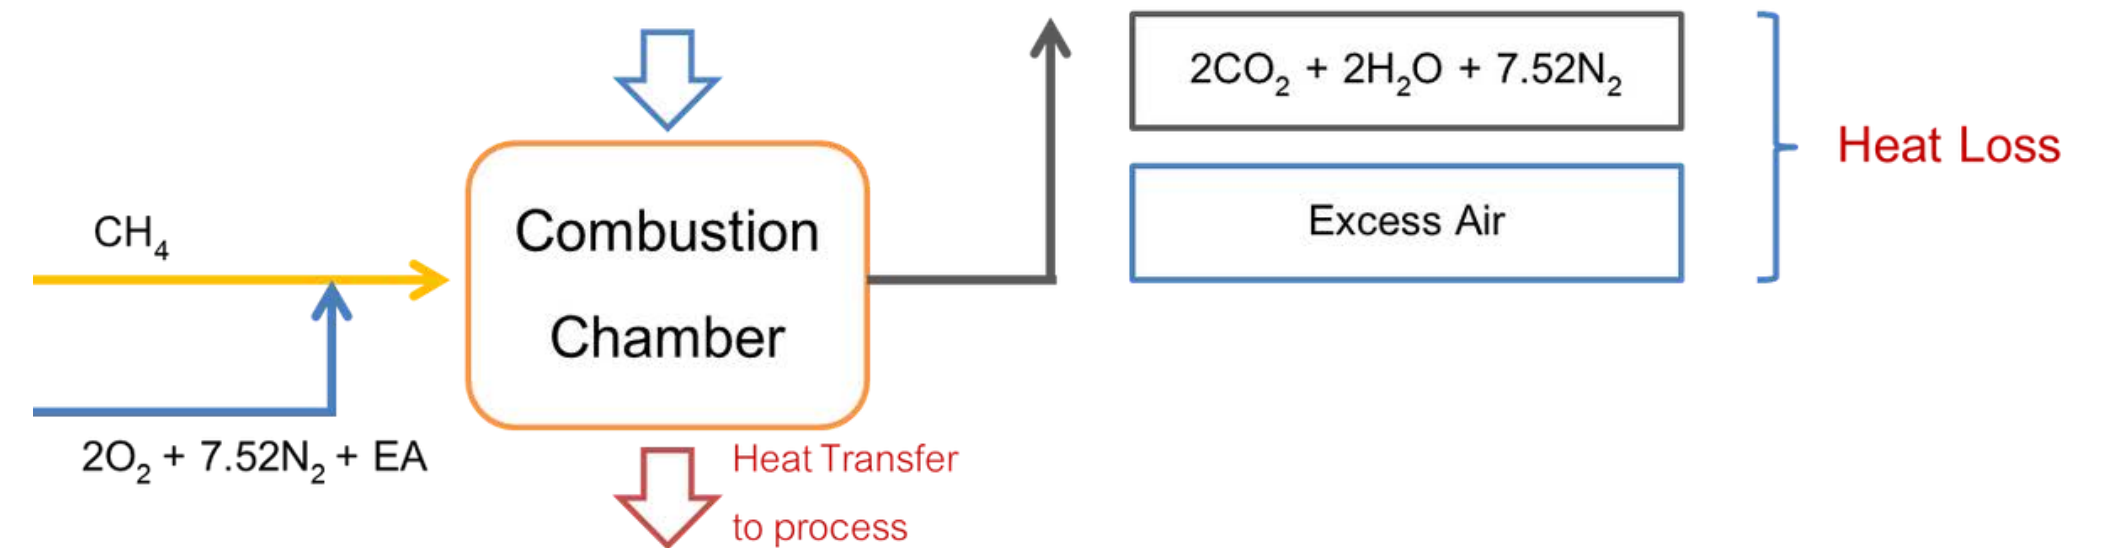 CH₄
2O₂ + 7.52N₂ + EA
Combustion
Chamber
Heat Transfer
to process
2CO₂ + 2H₂O + 7.52N₂
Excess Air
Heat Loss